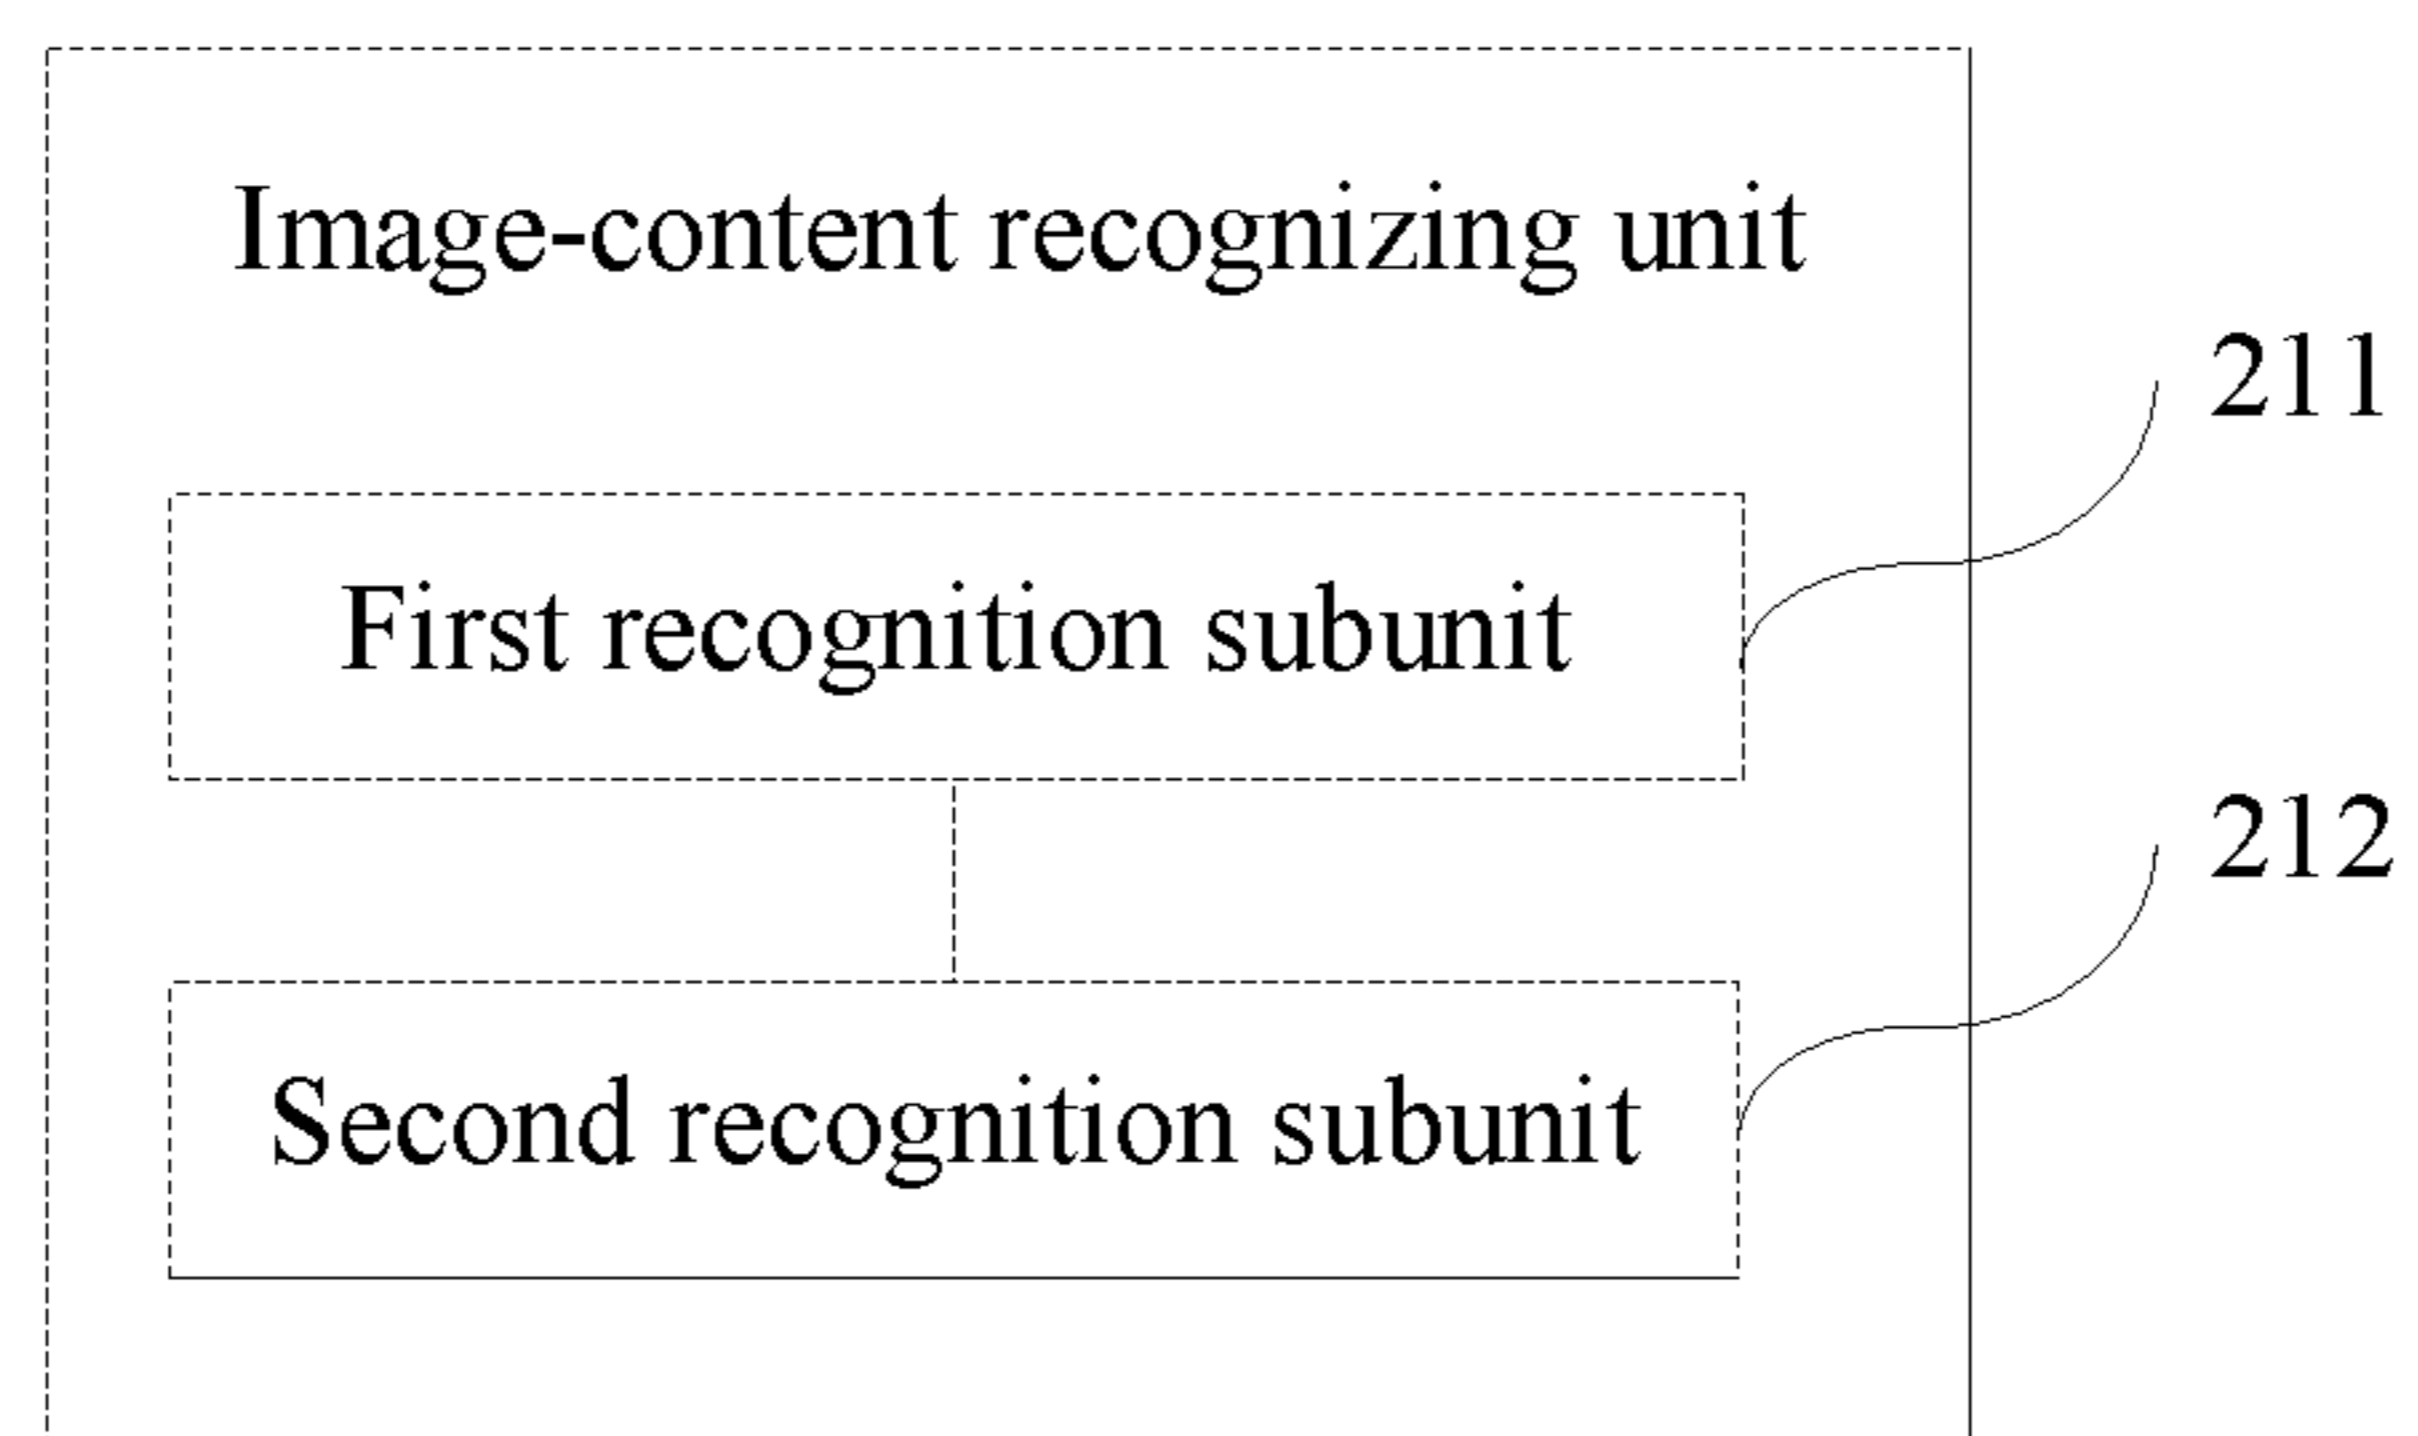 Image-content recognizing unit
211
First recognition subunit
212
Second recognition subunit